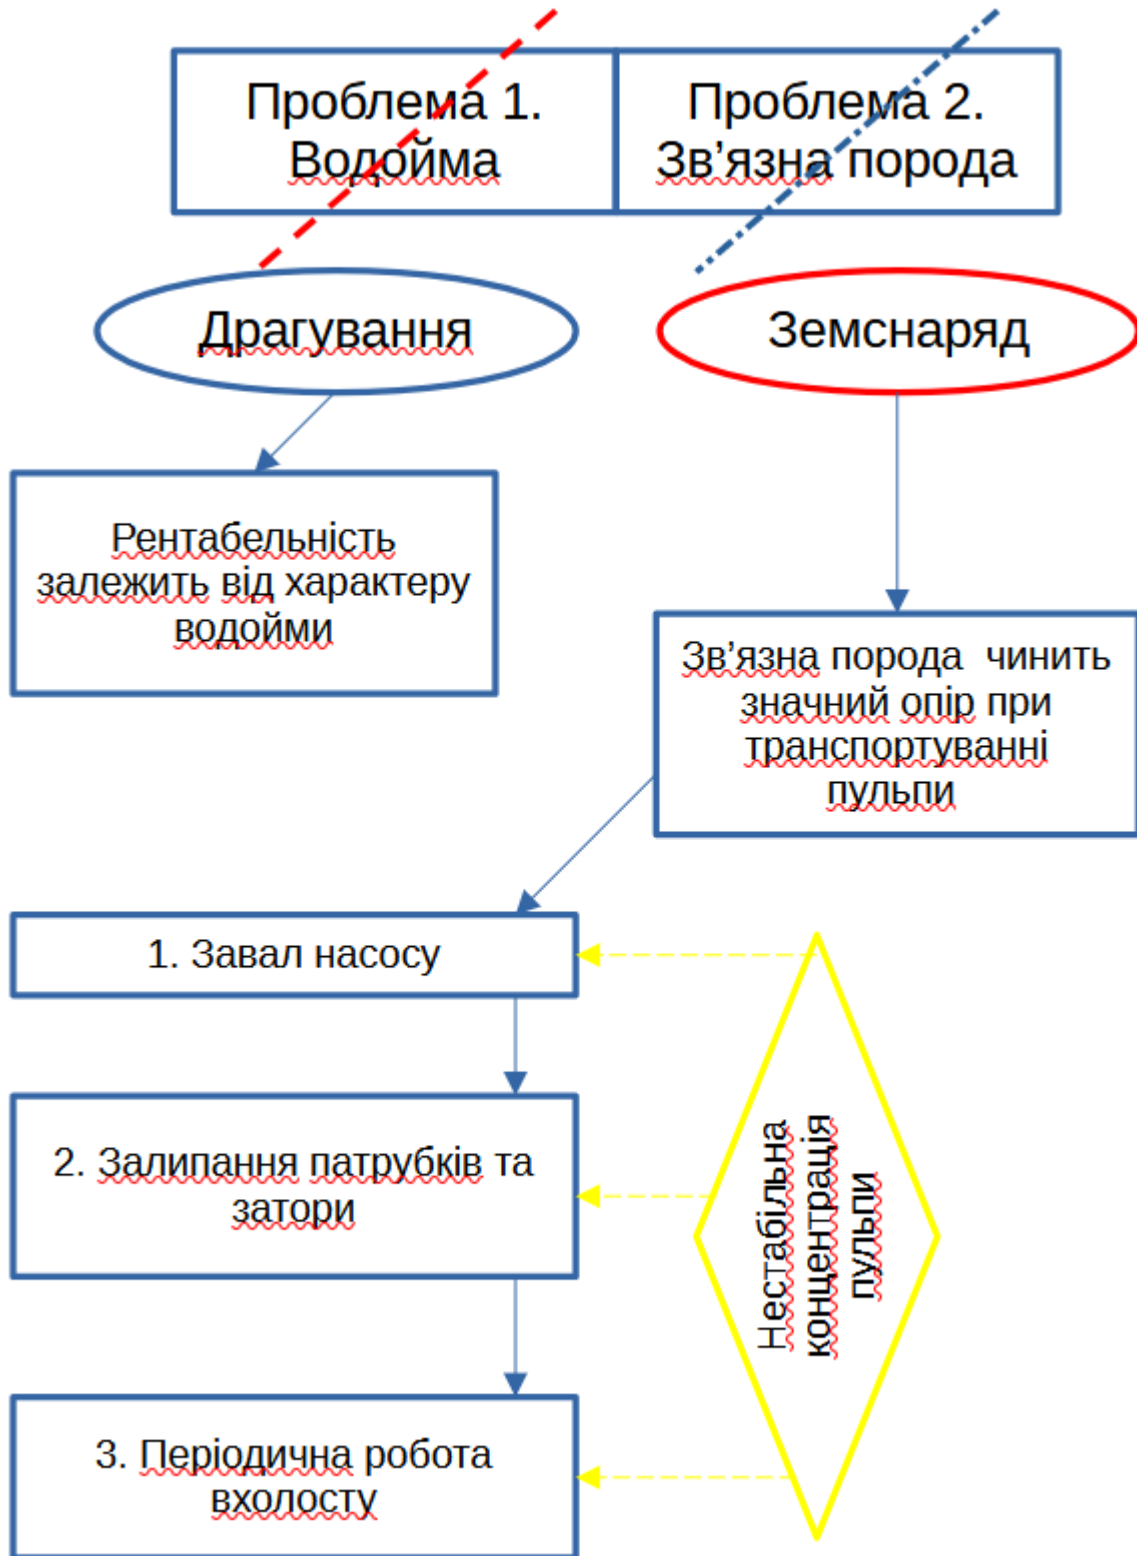 Проблема 1.
Водойма
Проблема 2.
Зв’язна порода
Драгування
Земснаряд
Рентабельність
залежить від характеру
водойми
Зв’язна порода  чинить
значний опір при
транспортуванні
пульпи
1. Завал насосу
2. Залипання патрубків та
затори
3. Періодична робота
вхолосту
Нестабільна
концентрація
пульпи